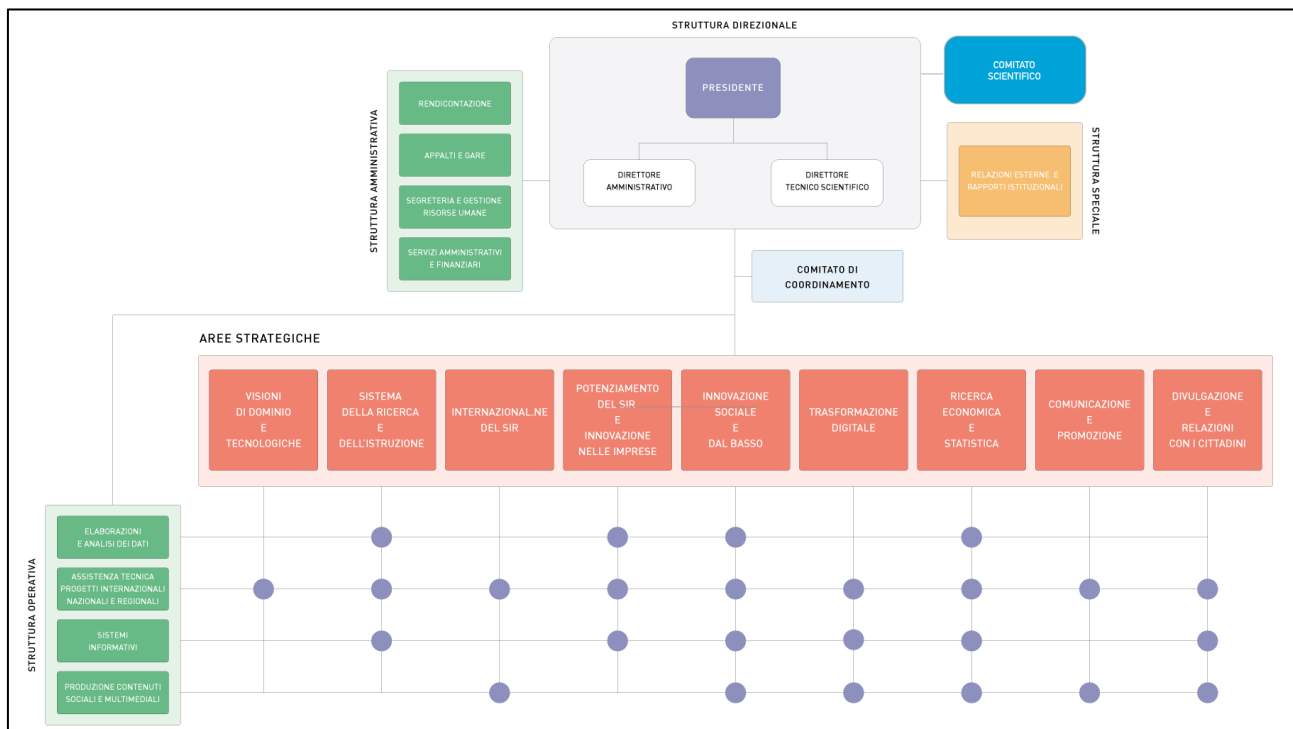 STRUTTURA DIREZIONALE
PRESIDENTE
DIRETTORE
AMMINISTRATIVO
DIRETTORE
TECNICO SCIENTIFICO
COMITATO
SCIENTIFICO
STRUTTURA AMMINISTRATIVA
RENDICONTAZIONE
APPALTI E GARE
SEGRETERIA E GESTIONE
RISORSE UMANE
SERVIZI AMMINISTRATIVI
E FINANZIARI
RELAZIONI ESTERNE E
RAPPORTI ISTITUZIONALI
STRUTTURA SPECIALE
COMITATO DI
COORDINAMENTO
AREE STRATEGICHE
VISIONI
DI DOMINIO
E
TECNOLOGICHE
SISTEMA
DELLA RICERCA
E
DELL'ISTRUZIONE
INTERNAZIONAL.NE
DEL SIR
POTENZIAMENTO
DEL SIR
E
INNOVAZIONE
NELLE IMPRESE
INNOVAZIONE
SOCIALE
E
DAL BASSO
TRASFORMAZIONE
DIGITALE
RICERCA
ECONOMICA
E
STATISTICA
COMUNICAZIONE
E
PROMOZIONE
DIVULGAZIONE
E
RELAZIONI
CON I CITTADINI
STRUTTURA OPERATIVA
ELABORAZIONI
E ANALISI DEI DATI
ASSISTENZA TECNICA
PROGETTI INTERNAZIONALI
NAZIONALI E REGIONALI
SISTEMI
INFORMATIVI
PRODUZIONE CONTENUTI
SOCIALI E MULTIMEDIALI